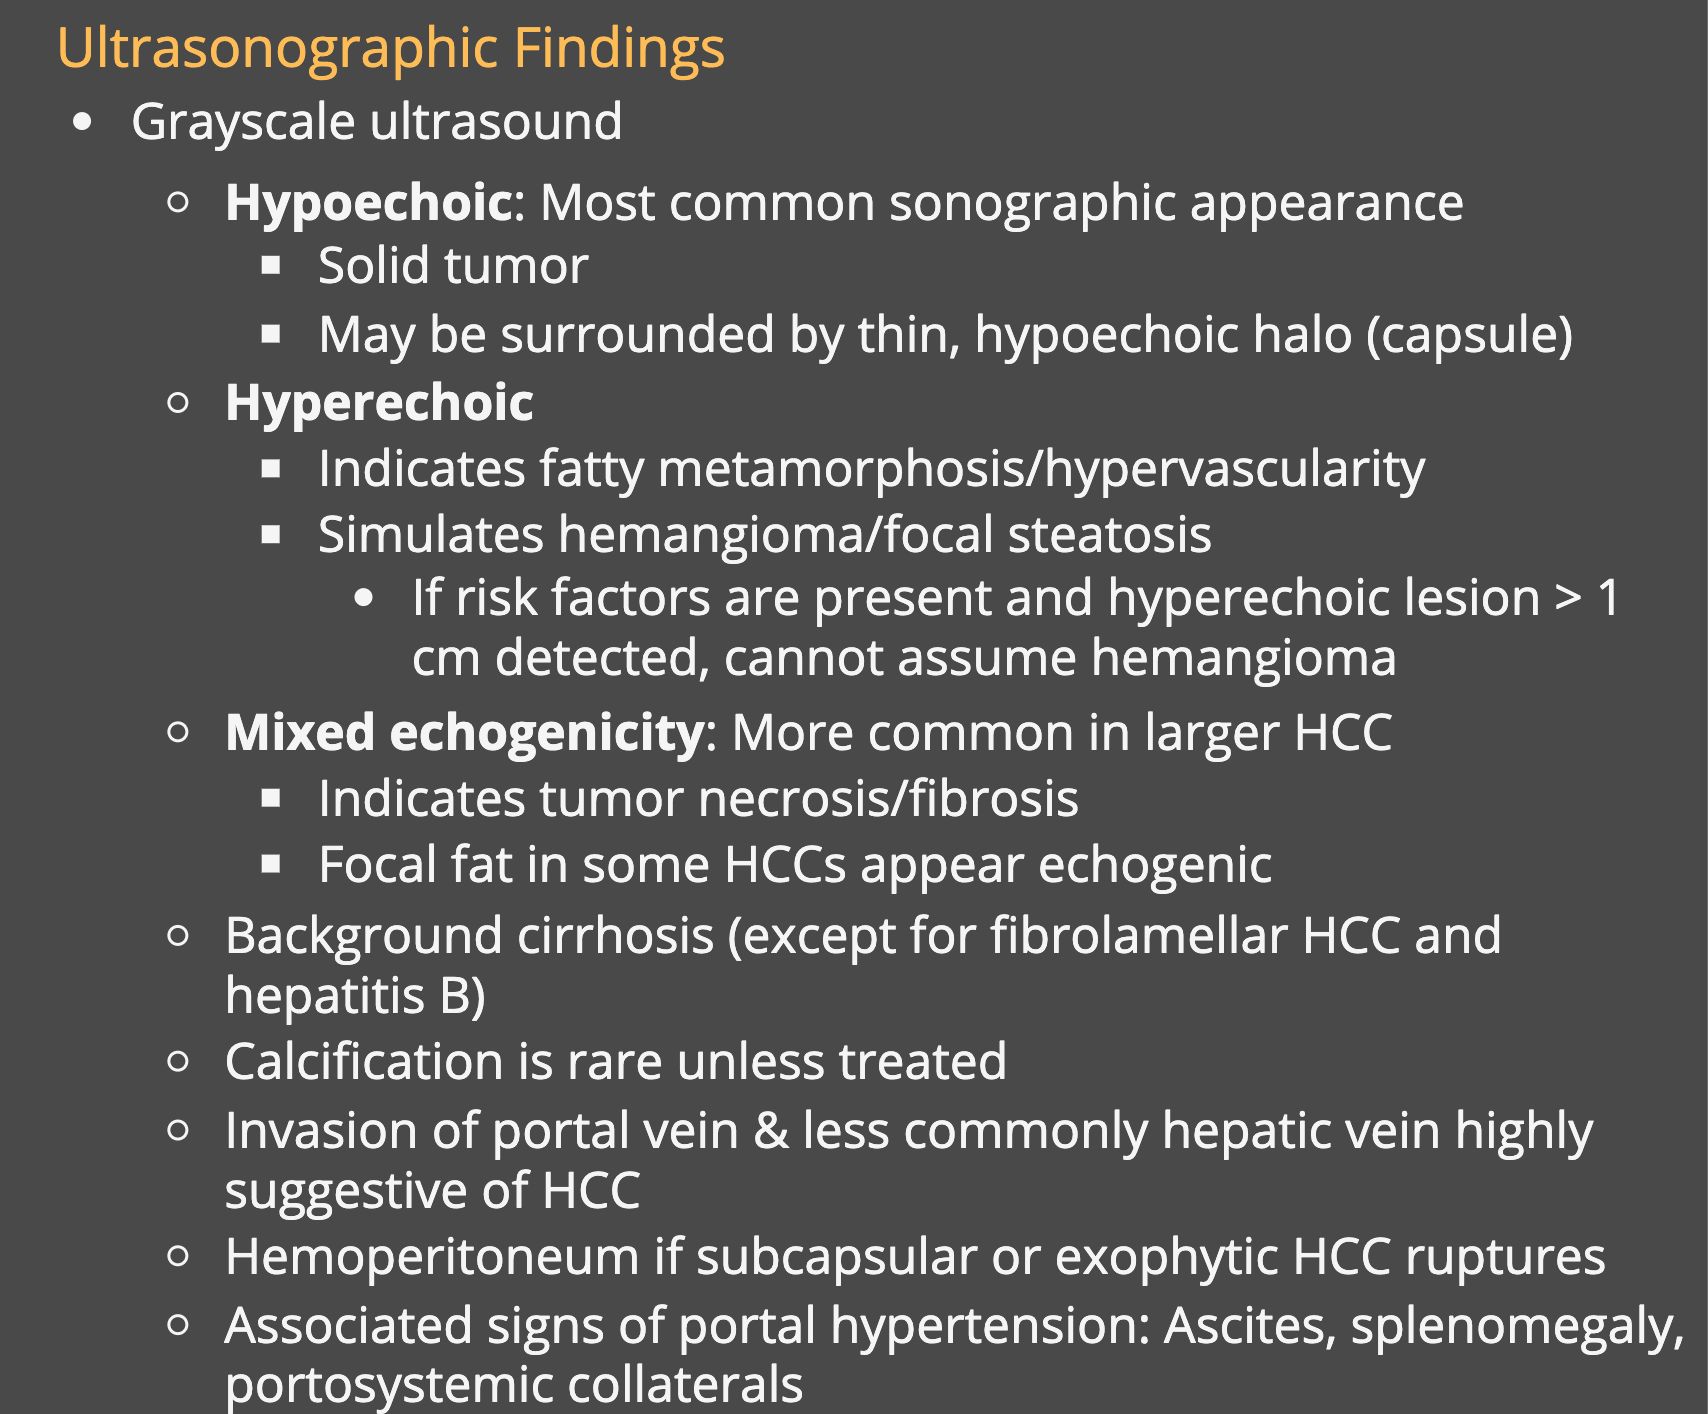 Ultrasonographic Findings
Grayscale ultrasound
Hypoechoic: Most common sonographic appearance
Solid tumor
May be surrounded by thin, hypoechoic halo (capsule)
Hyperechoic
Indicates fatty metamorphosis/hypervascularity
Simulates hemangioma/focal steatosis
If risk factors are present and hyperechoic lesion > 1
cm detected, cannot assume hemangioma
Mixed echogenicity: More common in larger HCC
Indicates tumor necrosis/fibrosis
Focal fat in some HCCs appear echogenic
Background cirrhosis (except for fibrolamellar HCC and
hepatitis B)
Calcification is rare unless treated
Invasion of portal vein & less commonly hepatic vein highly
suggestive of HCC
Hemoperitoneum if subcapsular or exophytic HCC ruptures
Associated signs of portal hypertension: Ascites, splenomegaly,
portosystemic collaterals